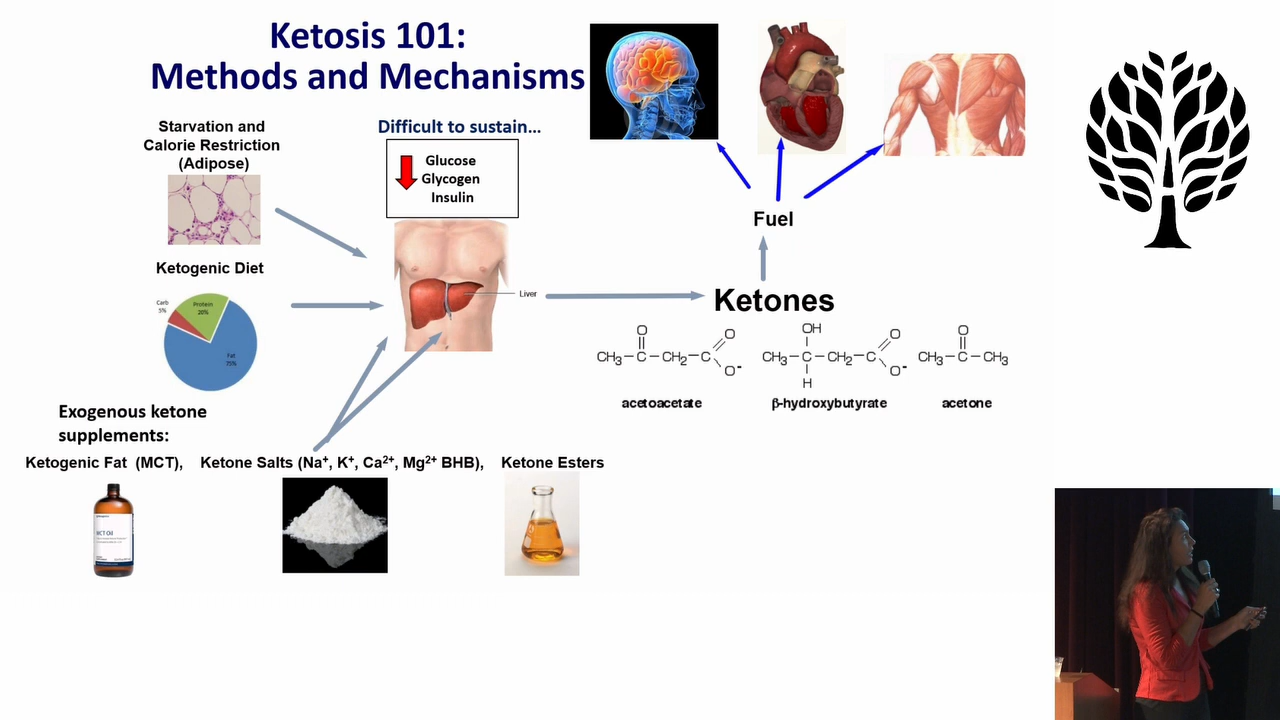 Ketosis 101:
Methods and Mechanisms
Starvation and
Calorie Restriction
(Adipose)
Difficult to sustain...
Glucose
Glycogen
Insulin
Ketogenic Diet
Carb
5%
Protein
20%
Fat
75%
Liver
Fuel
Ketones
O
CH3—C—CH2—C
O
O-
acetoacetate
OH
CH3—C—CH2—C
O
O-
H
β-hydroxybutyrate
O
CH3—C—CH3
acetone
Exogenous ketone
supplements:
Ketogenic Fat (MCT),
Ketone Salts (Na+, K+, Ca2+, Mg2+ BHB),
Ketone Esters
MCT Oil